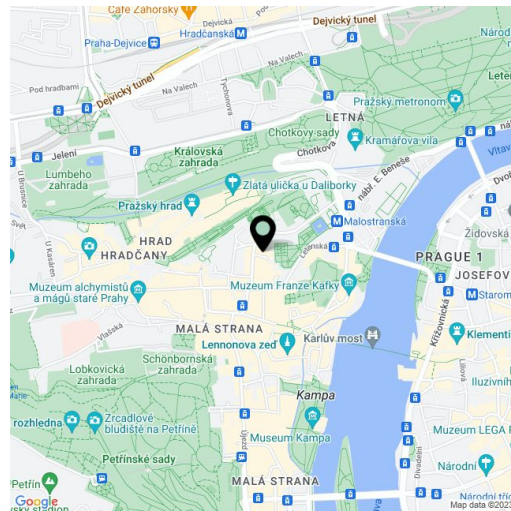 Café Záhorský
Dejvická
Dejvický tunel
Hradčanská M
Praha-Dejvice
Národní
Letenské
Pod hradbami
Na Valech
Na Valech
Dejvický tunel
Tychonova
Pražský metronom
LETNÁ
Chotkovy sady
Kramářova vila
Chotkova
Jelení
Královská
zahrada
Lumbeho
zahrada
U Brusnice
nábř. E. Beneše
Vltava
Zlatá ulička u Daliborky
Pražský hrad
Dvořákovo
Malostranská
Svět
U Kasáren
HRAD
HRADČANY
Letenská
Židovská
PRAGUE 1
JOSEFOV
Muzeum alchymistů
a mágů staré Prahy
Muzeum Franze Kafky
M
Staroměstská
Křižovnická
Vlašská
MALÁ STRANA
Karlův most
Klementinum
Lennonova zeď
Schönbornská
zahrada
Lobkovická
zahrada
Liliová
Iluzivního
Kampa
rozhledna
Zrcadlové
bludiště na Petříně
Újezd
Museum Kampa
Muzeum LEGA
Petřínské sady
Divadelní
Národní
Petřín
MALÁ STRANA
Národní tříd
Google
Map data ©2023